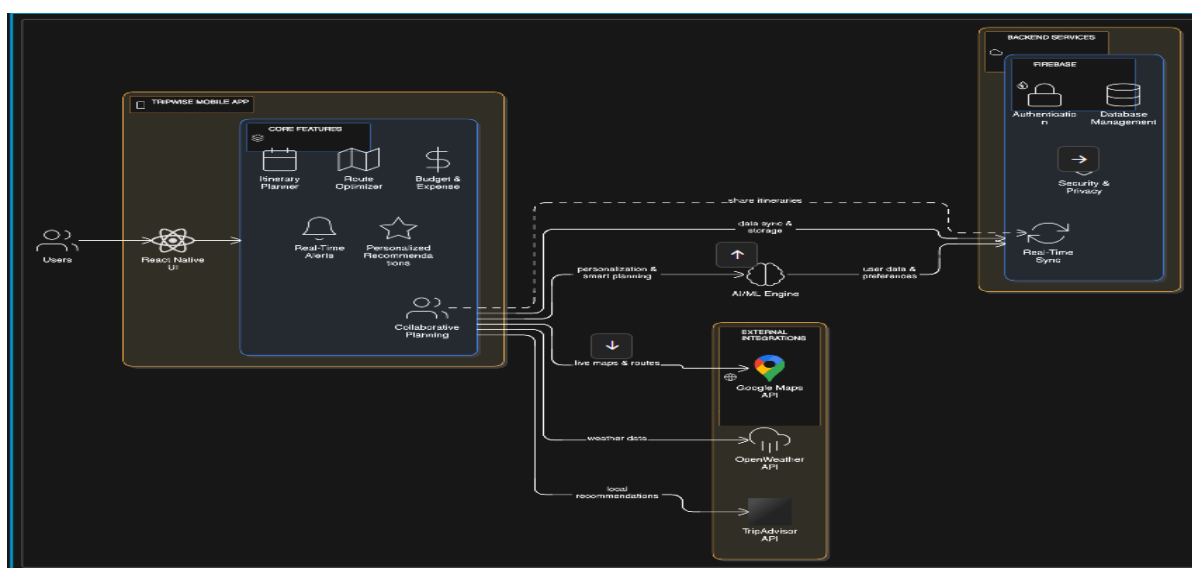 BACKEND SERVICES
FIREBASE
Authenticatio
n
Database
Management
Security &
Privacy
Real-Time
Sync
TRIPWISE MOBILE APP
CORE FEATURES
Itinerary
Planner
Route
Optimizer
Budget &
Expense
Real-Time
Alerts
Personalized
Recommenda
tions
Collaborative
Planning
Users
React Native
UI
share itineraries
data sync &
storage
personalization &
smart planning
AI/ML Engine
user data &
preferences
live maps & routes
weather data
local
recommendations
EXTERNAL
INTEGRATIONS
Google Maps
API
OpenWeather
API
TripAdvisor
API